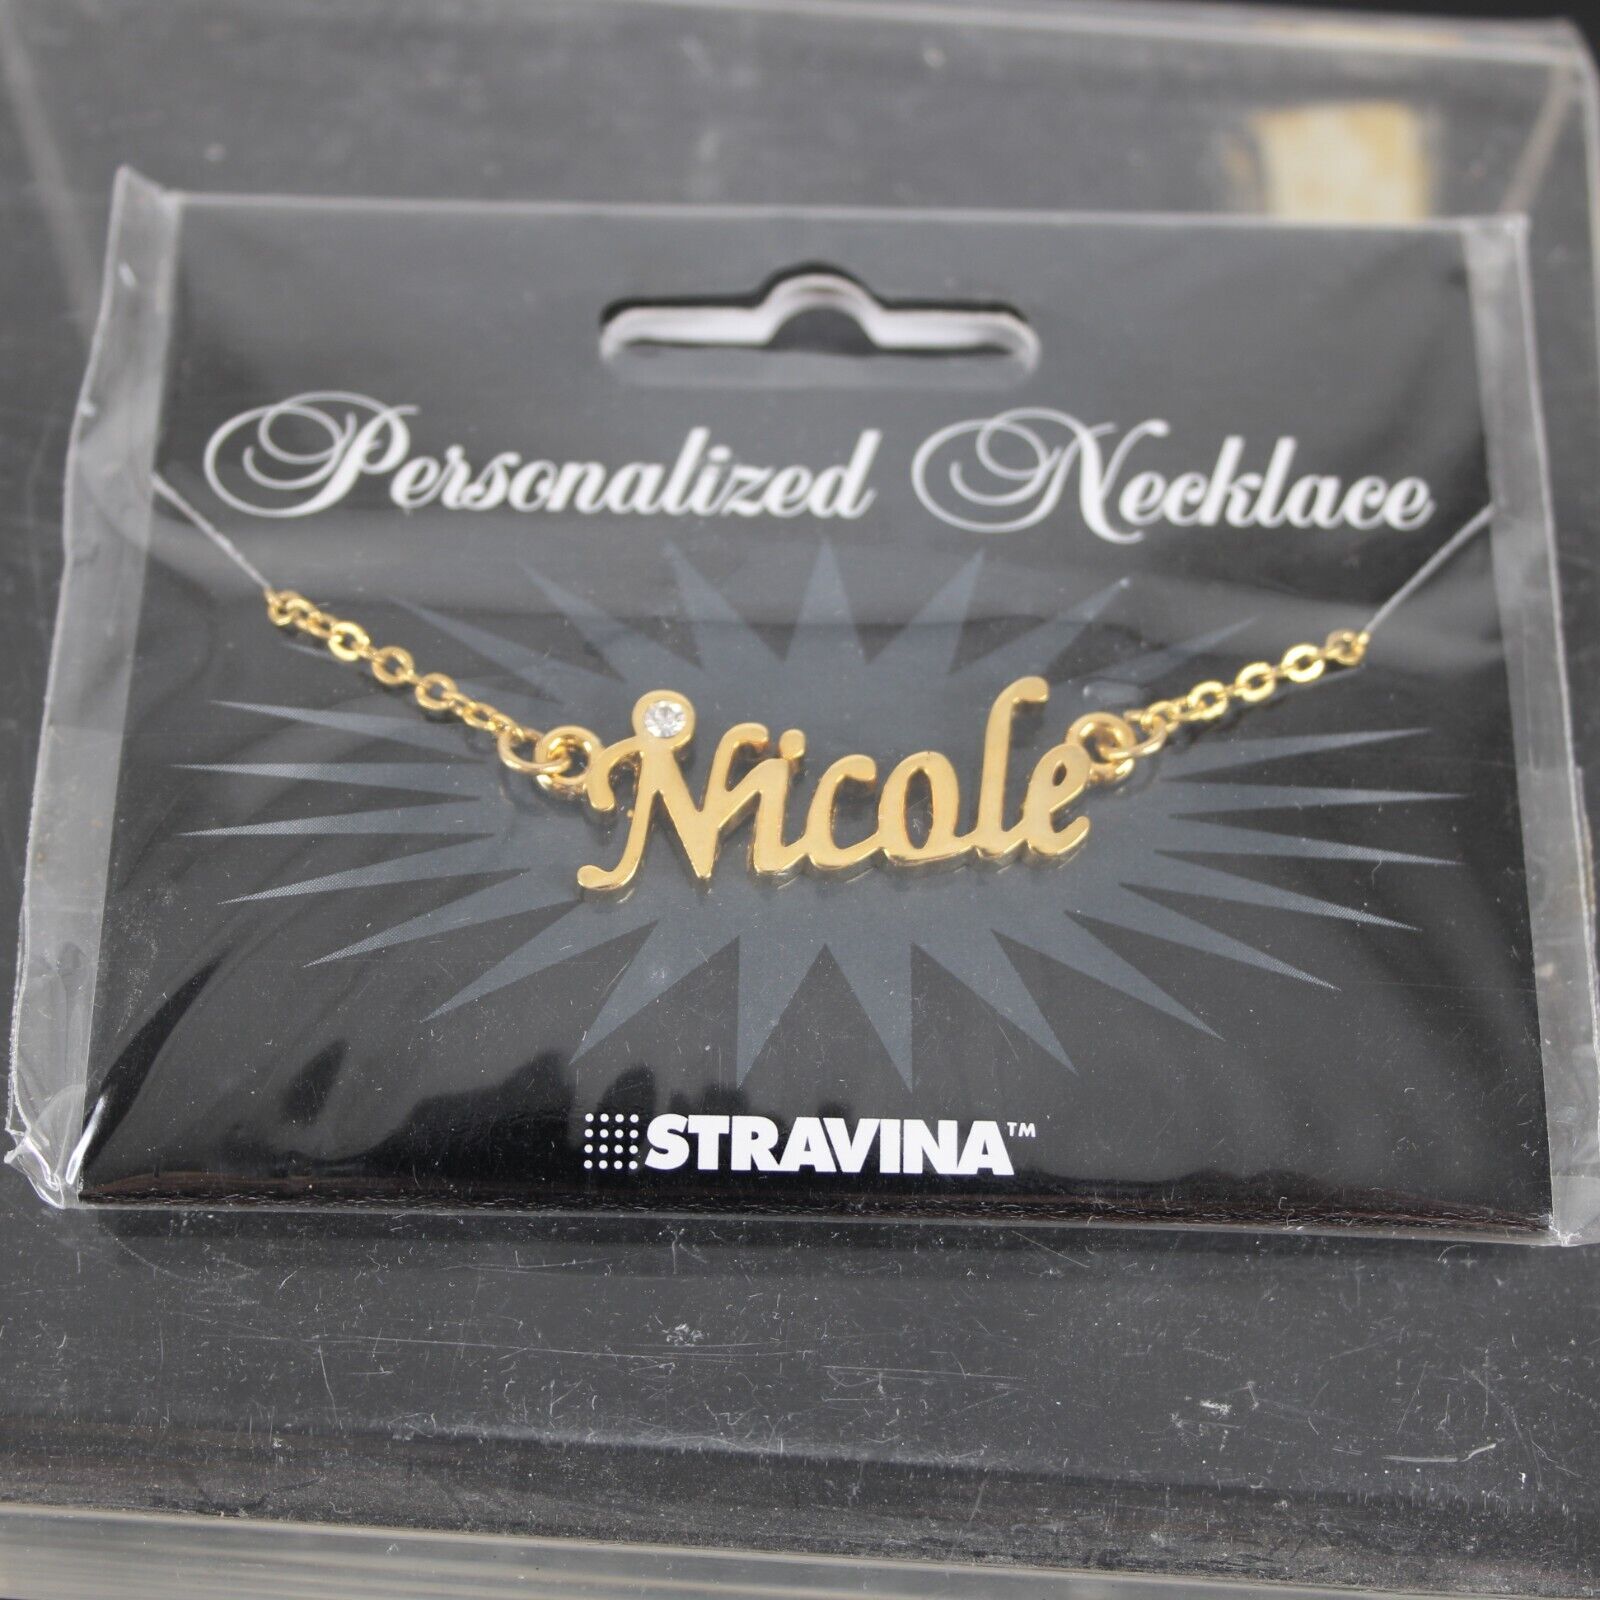 Personalized Necklace
Nicole
STRAVINA™